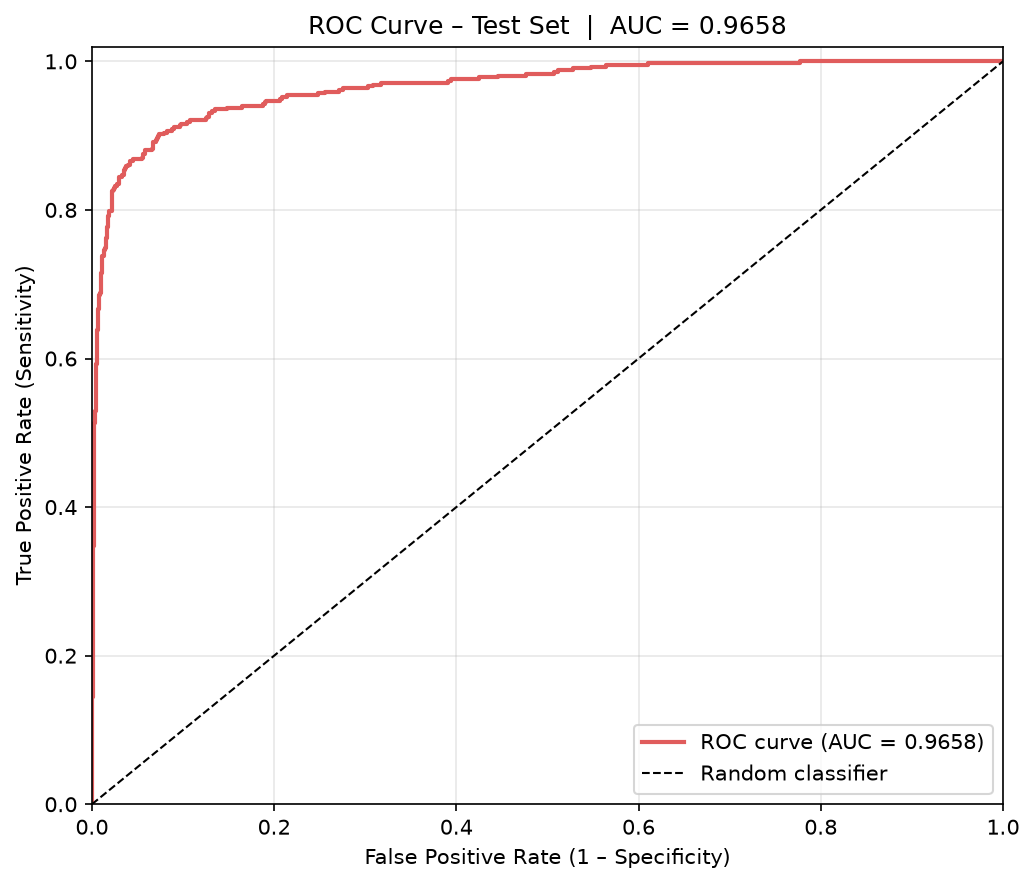 ROC Curve – Test Set | AUC = 0.9658
True Positive Rate (Sensitivity)
1.0
0.8
0.6
0.4
0.2
0.0
ROC curve (AUC = 0.9658)
Random classifier
0.0 0.2 0.4 0.6 0.8 1.0
False Positive Rate (1 – Specificity)